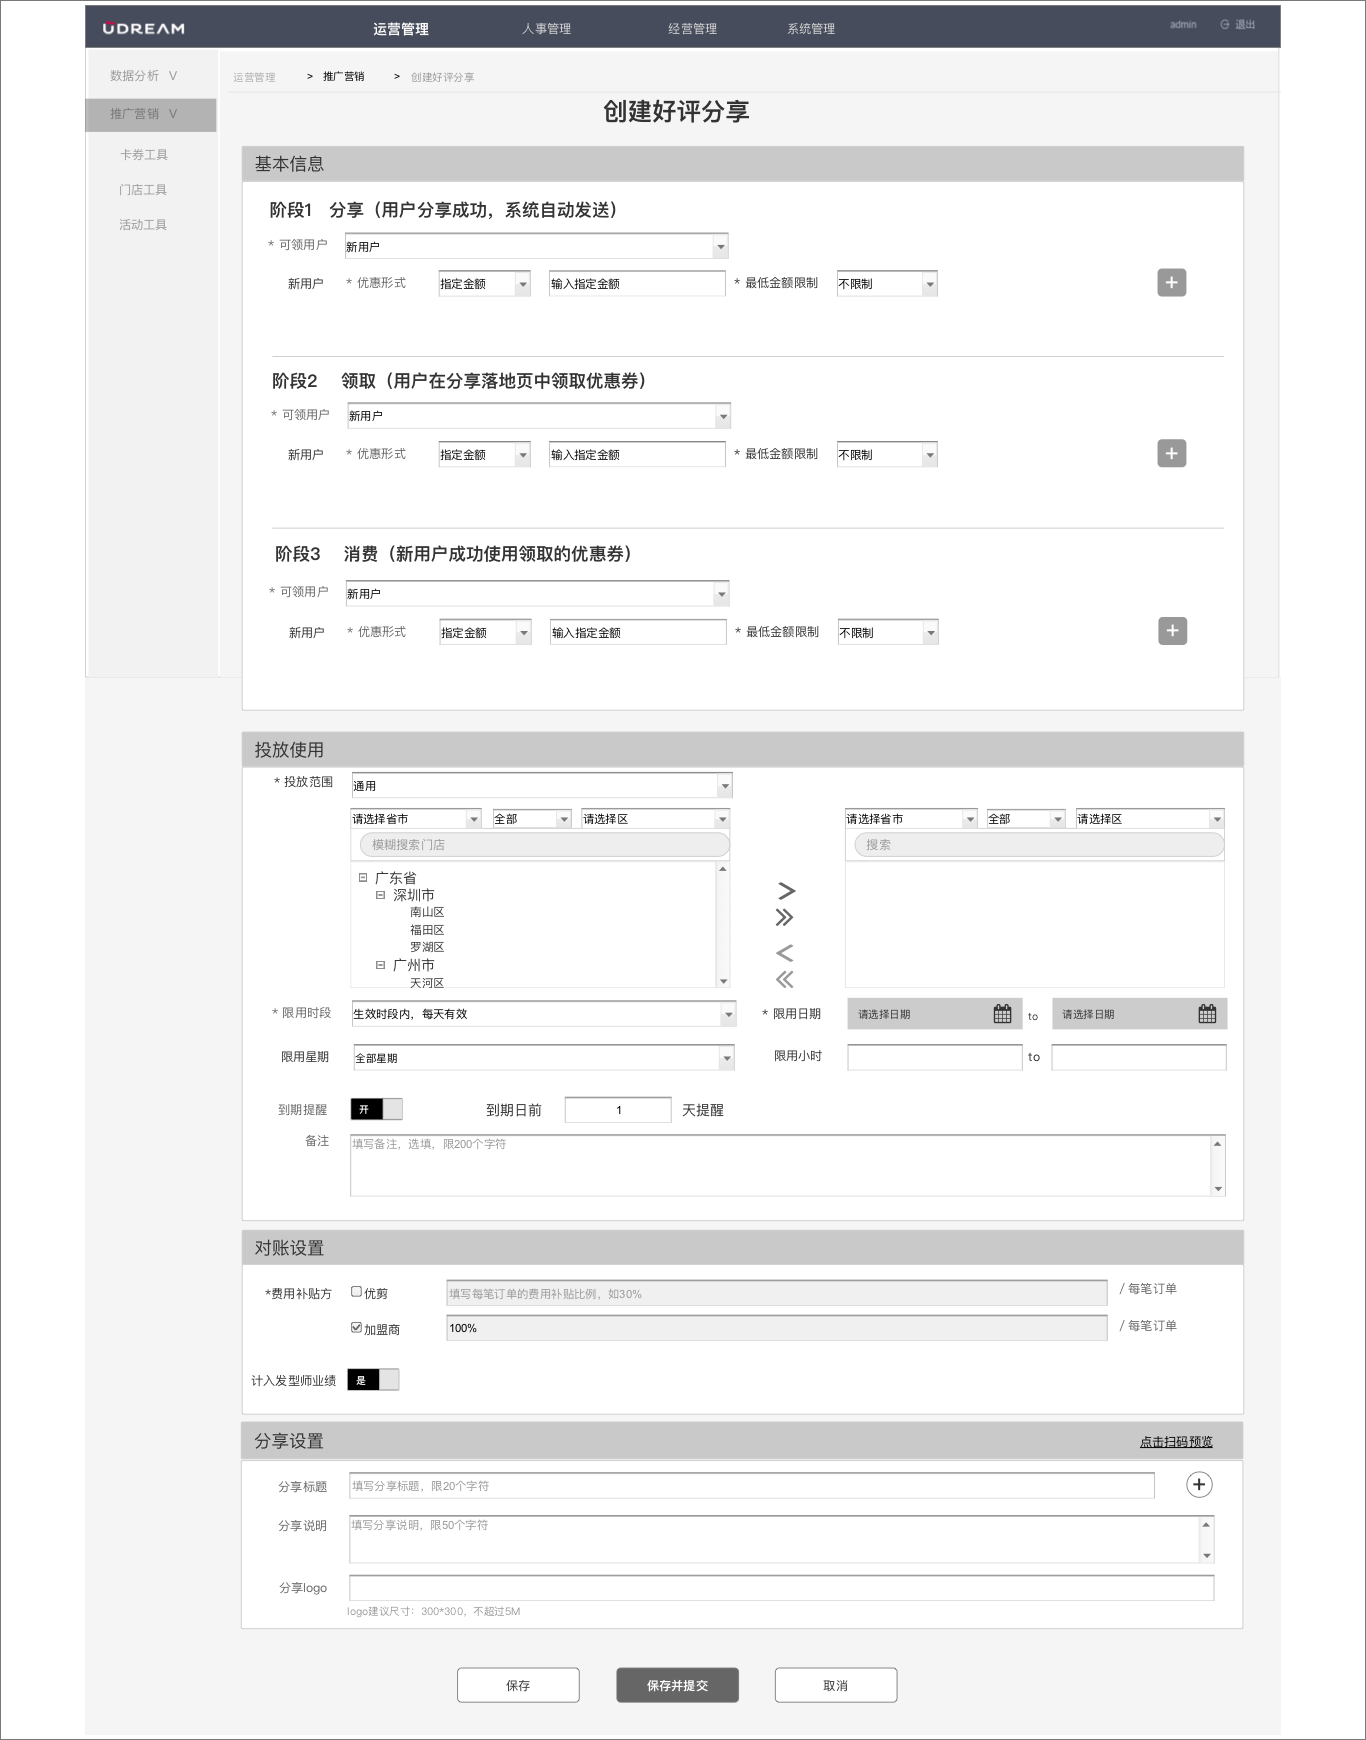 UDREAM 运营管理 人事管理 经营管理 系统管理 admin 退出
数据分析 V
推广营销 V
卡券工具
门店工具
活动工具
运营管理 > 推广营销 > 创建好评分享
创建好评分享
基本信息
阶段1 分享（用户分享成功，系统自动发送）
* 可领用户 新用户
新用户 * 优惠形式 指定金额 输入指定金额 * 最低金额限制 不限制
阶段2 领取（用户在分享落地页中领取优惠券）
* 可领用户 新用户
新用户 * 优惠形式 指定金额 输入指定金额 * 最低金额限制 不限制
阶段3 消费（新用户成功使用领取的优惠券）
* 可领用户 新用户
新用户 * 优惠形式 指定金额 输入指定金额 * 最低金额限制 不限制
投放使用
* 投放范围 通用
请选择省市 全部 请选择区 请选择省市 全部 请选择区
模糊搜索门店 搜索
广东省
深圳市
南山区
福田区
罗湖区
广州市
天河区
* 限用时段 生效时段内，每天有效 * 限用日期 请选择日期 to 请选择日期
限用星期 全部星期 限用小时 to
到期提醒 开 到期日前 1 天提醒
备注 填写备注，选填，限200个字符
对账设置
*费用补贴方 优剪 填写每笔订单的费用补贴比例，如30% / 每笔订单
加盟商 100% / 每笔订单
计入发型师业绩 是
分享设置 点击扫码预览
分享标题 填写分享标题，限20个字符
分享说明 填写分享说明，限50个字符
分享logo
logo建议尺寸：300*300，不超过5M
保存 保存并提交 取消